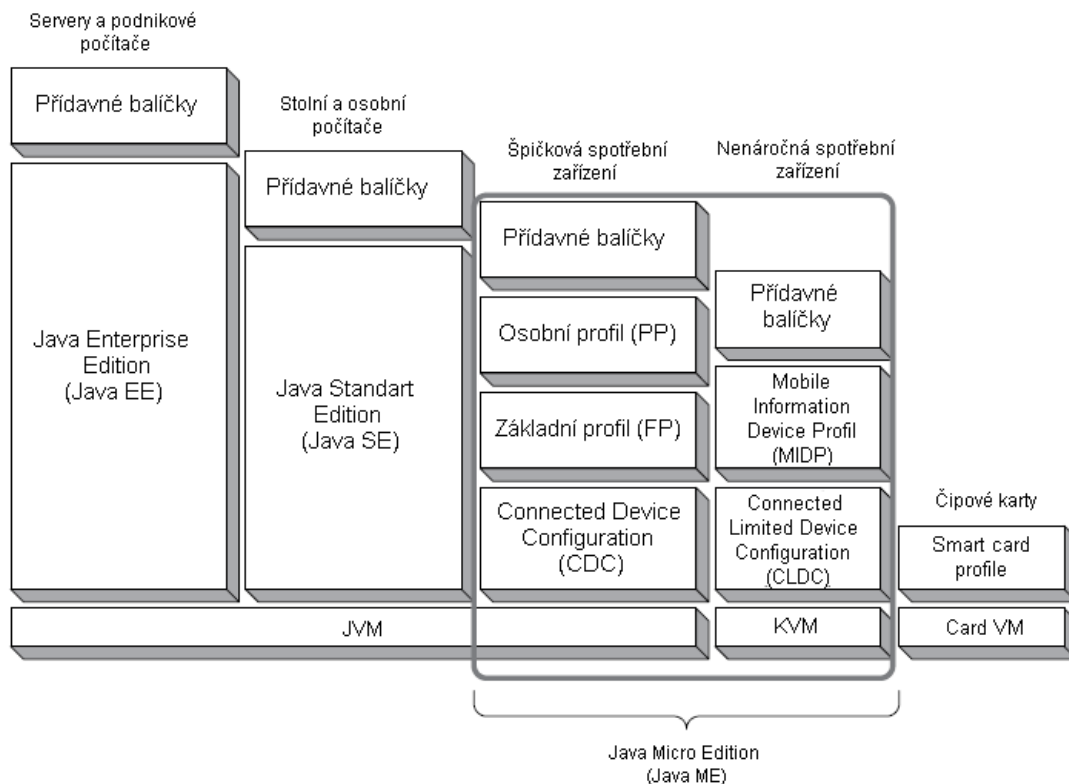 Servery a podnikové
počítače
Přídavné balíčky
Java Enterprise
Edition
(Java EE)
Stolní a osobní
počítače
Přídavné balíčky
Java Standart
Edition
(Java SE)
Špičková spotřební
zařízení
Přídavné balíčky
Osobní profil (PP)
Základní profil (FP)
Connected Device
Configuration
(CDC)
Nenáročná spotřební
zařízení
Přídavné
balíčky
Mobile
Information
Device Profil
(MIDP)
Connected
Limited Device
Configuration
(CLDC)
Čipové karty
Smart card
profile
JVM
KVM
Card VM
Java Micro Edition
(Java ME)